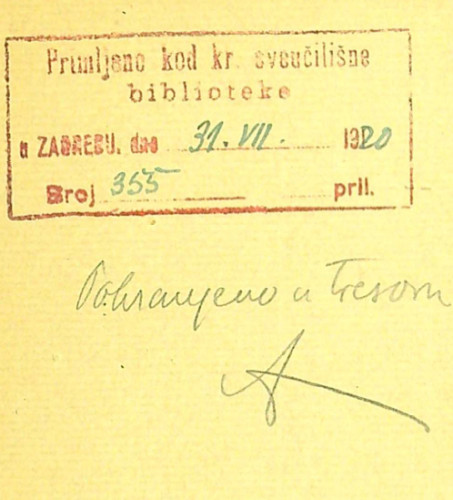 Primljeno kod kr. sveučilišne
biblioteke
u ZAGREBU, dne 31. VII. 1920
Broj 355 pril.
Pohranjeno u tresoru